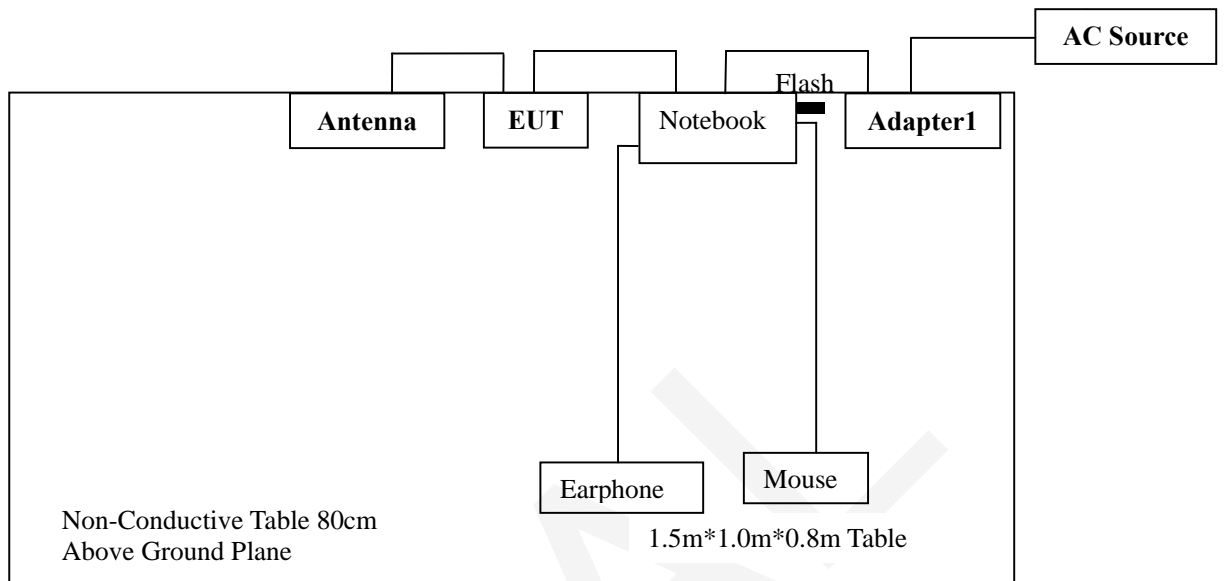 AC Source
Flash
Antenna
EUT
Notebook
Adapter1
Earphone
Mouse
Non-Conductive Table 80cm
Above Ground Plane
1.5m*1.0m*0.8m Table